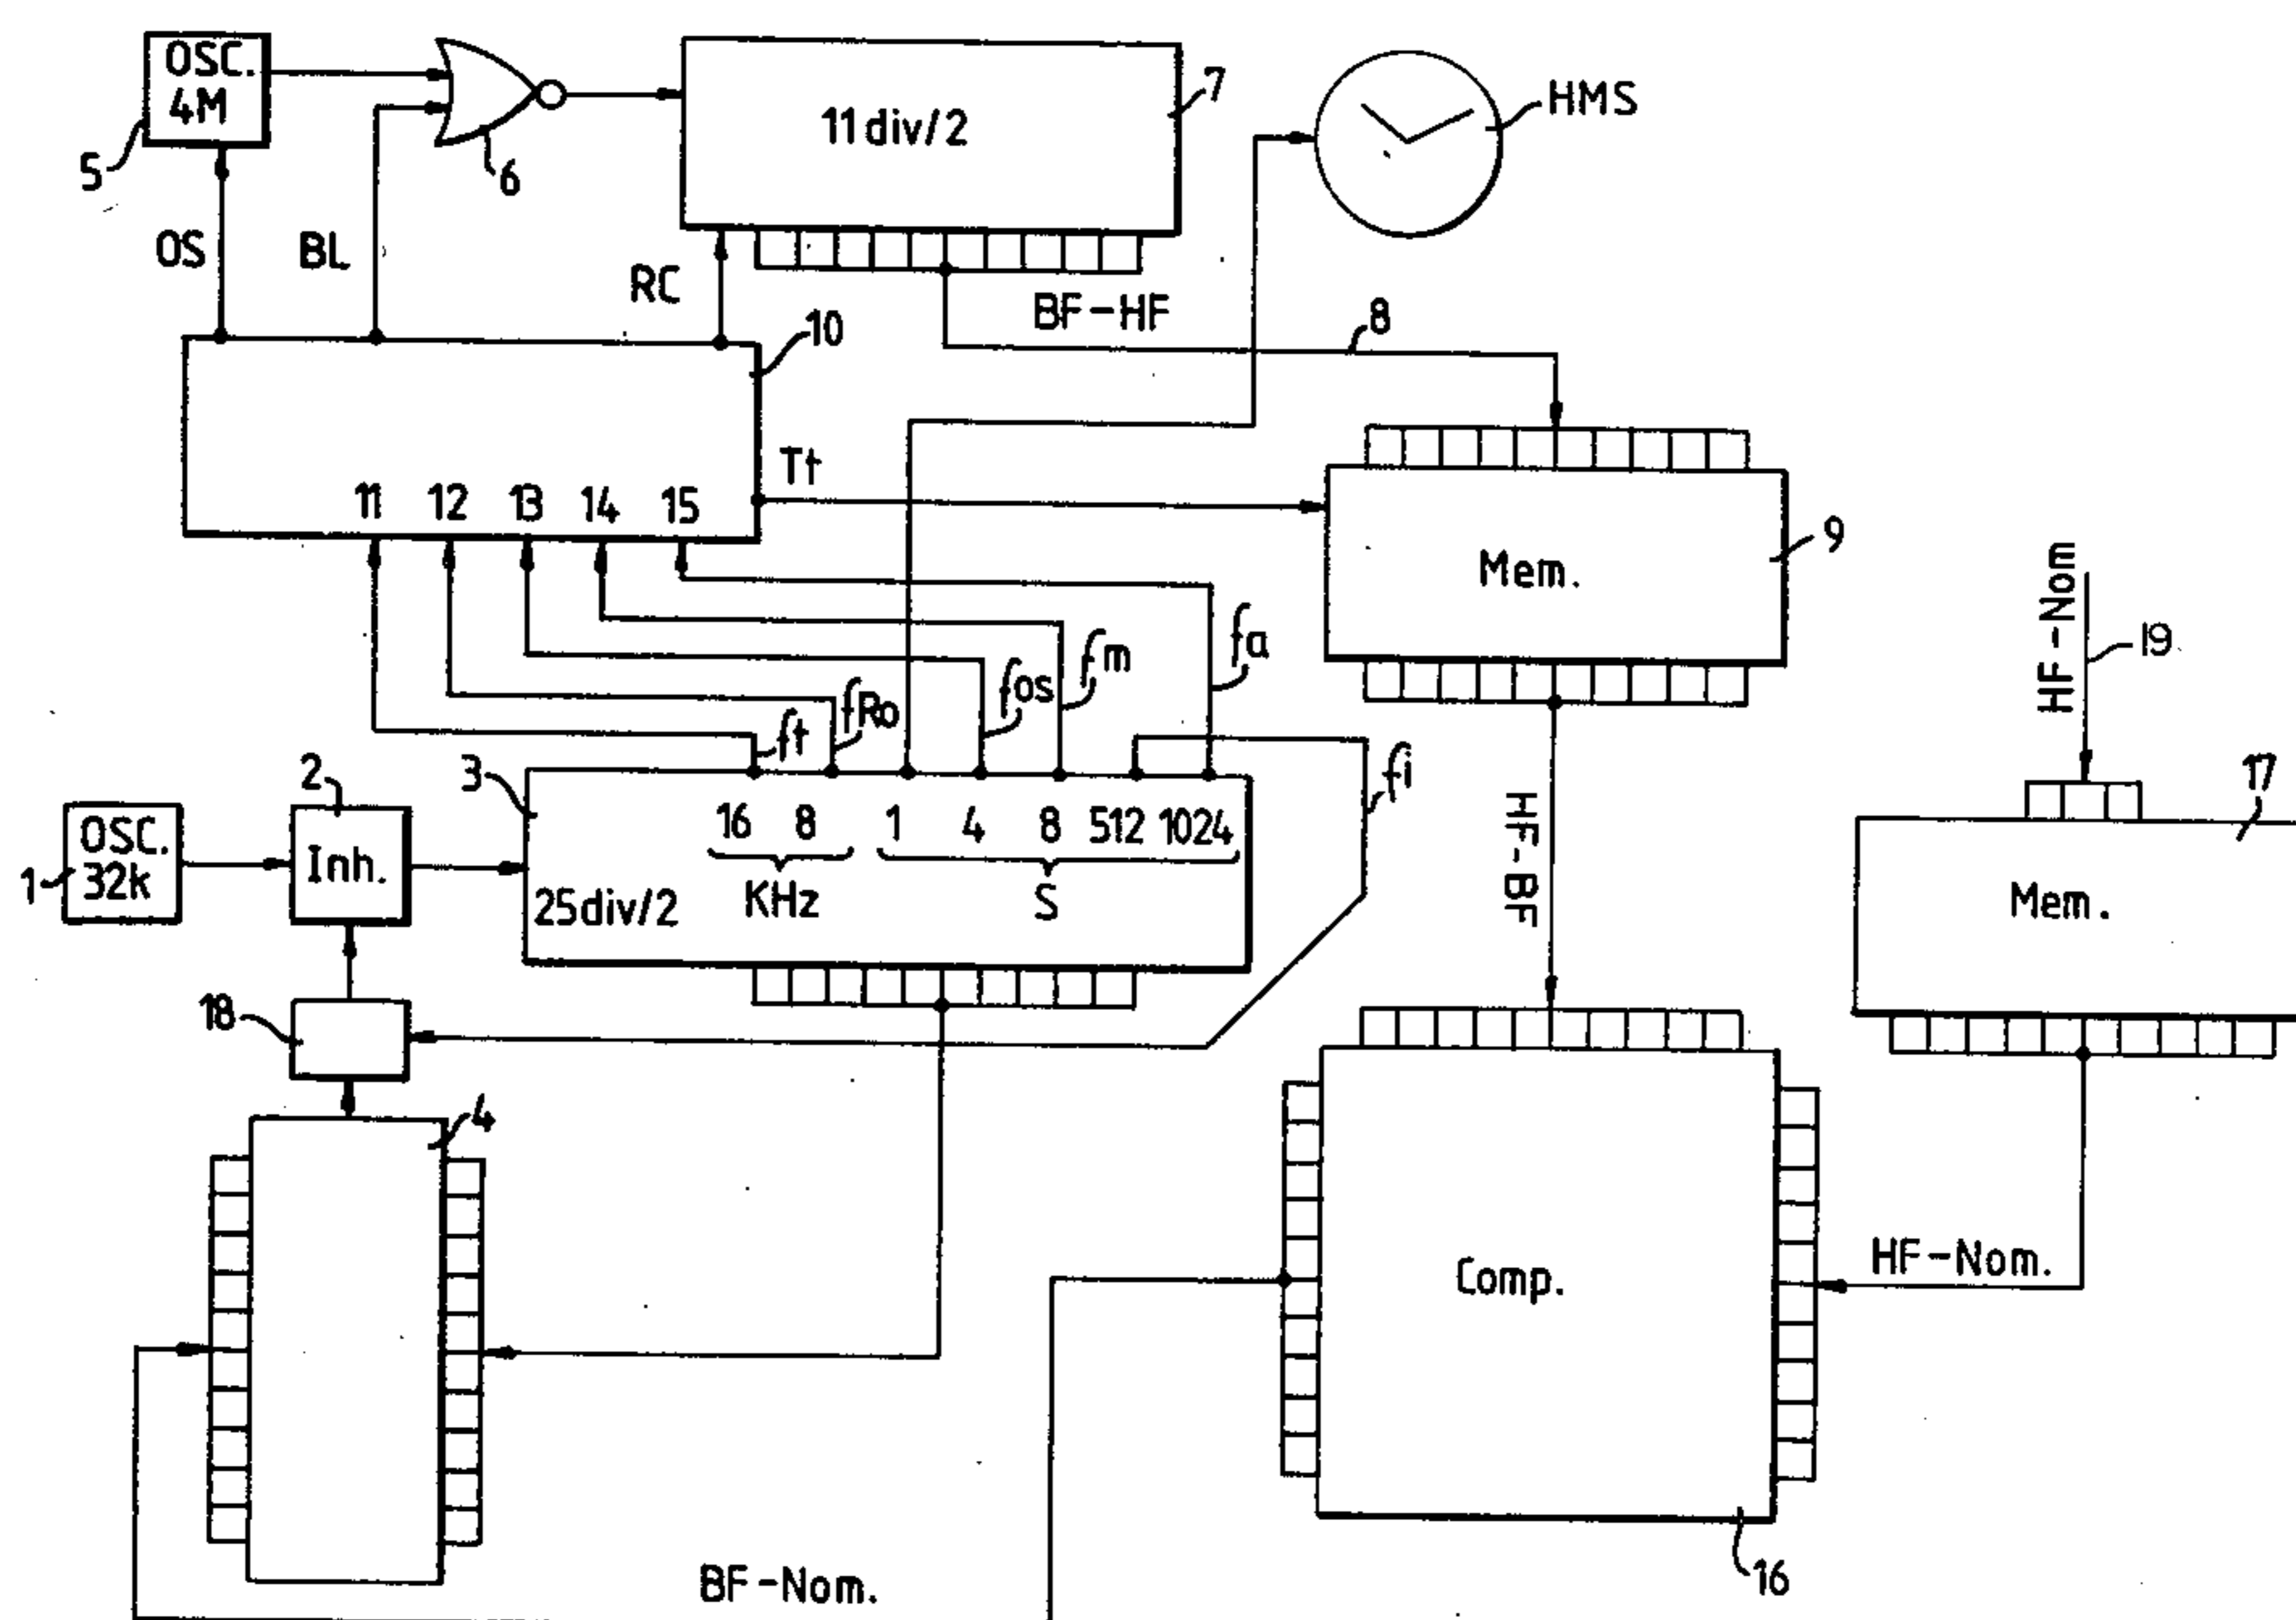 OSC.
4M
5
6
11div/2
7
HMS
OS
BL
RC
BF-HF
8
10
Tt
11 12 13 14 15
Mem.
9
HF-Nom
19
ft
fRo
fos
fm
fa
fi
1
OSC.
32k
2
Inh.
3
16 8 1 4 8 512 1024
KHz
S
25div/2
HF-BF
Mem.
17
18
4
Comp.
HF-Nom.
16
BF-Nom.